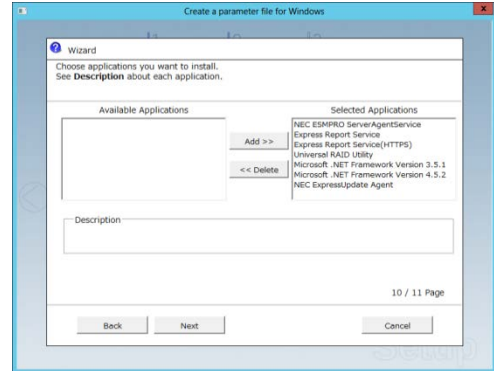 Create a parameter file for Windows
x
? Wizard
Choose applications you want to install.
See Description about each application.
Available Applications
Selected Applications
Add >>
<< Delete
NEC ESMPRO ServerAgentService
Express Report Service
Express Report Service(HTTPS)
Universal RAID Utility
Microsoft .NET Framework Version 3.5.1
Microsoft .NET Framework Version 4.5.2
NEC ExpressUpdate Agent
Description
10 / 11 Page
Back
Next
Cancel
Setup